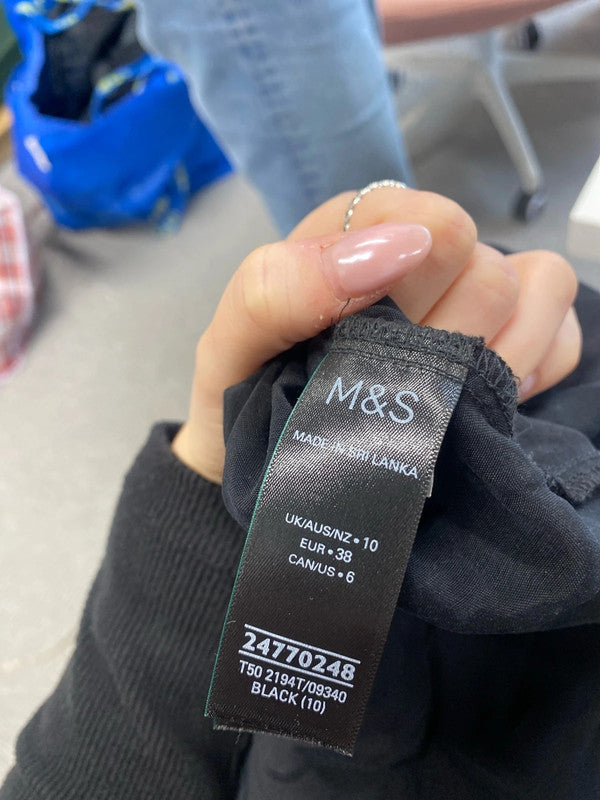 M&S
MADE IN SRI LANKA
UK/AUS/NZ • 10
EUR • 38
CAN/US • 6
24770248
T50 2194T/09340
BLACK (10)